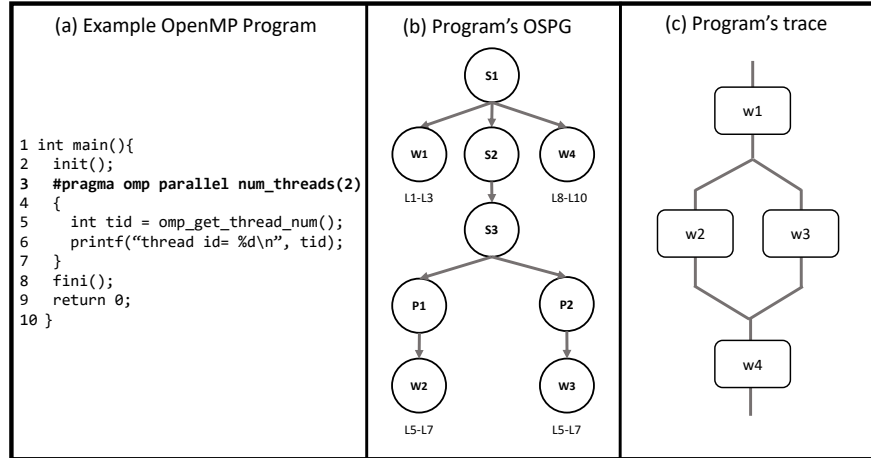 (a) Example OpenMP Program
1 int main(){
2 init();
3 #pragma omp parallel num_threads(2)
4 {
5 int tid = omp_get_thread_num();
6 printf(“thread id= %d\n”, tid);
7 }
8 fini();
9 return 0;
10 }
(b) Program's OSPG
S1
W1 S2 W4
L1-L3 L8-L10
S3
P1 P2
W2 W3
L5-L7 L5-L7
(c) Program's trace
w1
w2 w3
w4